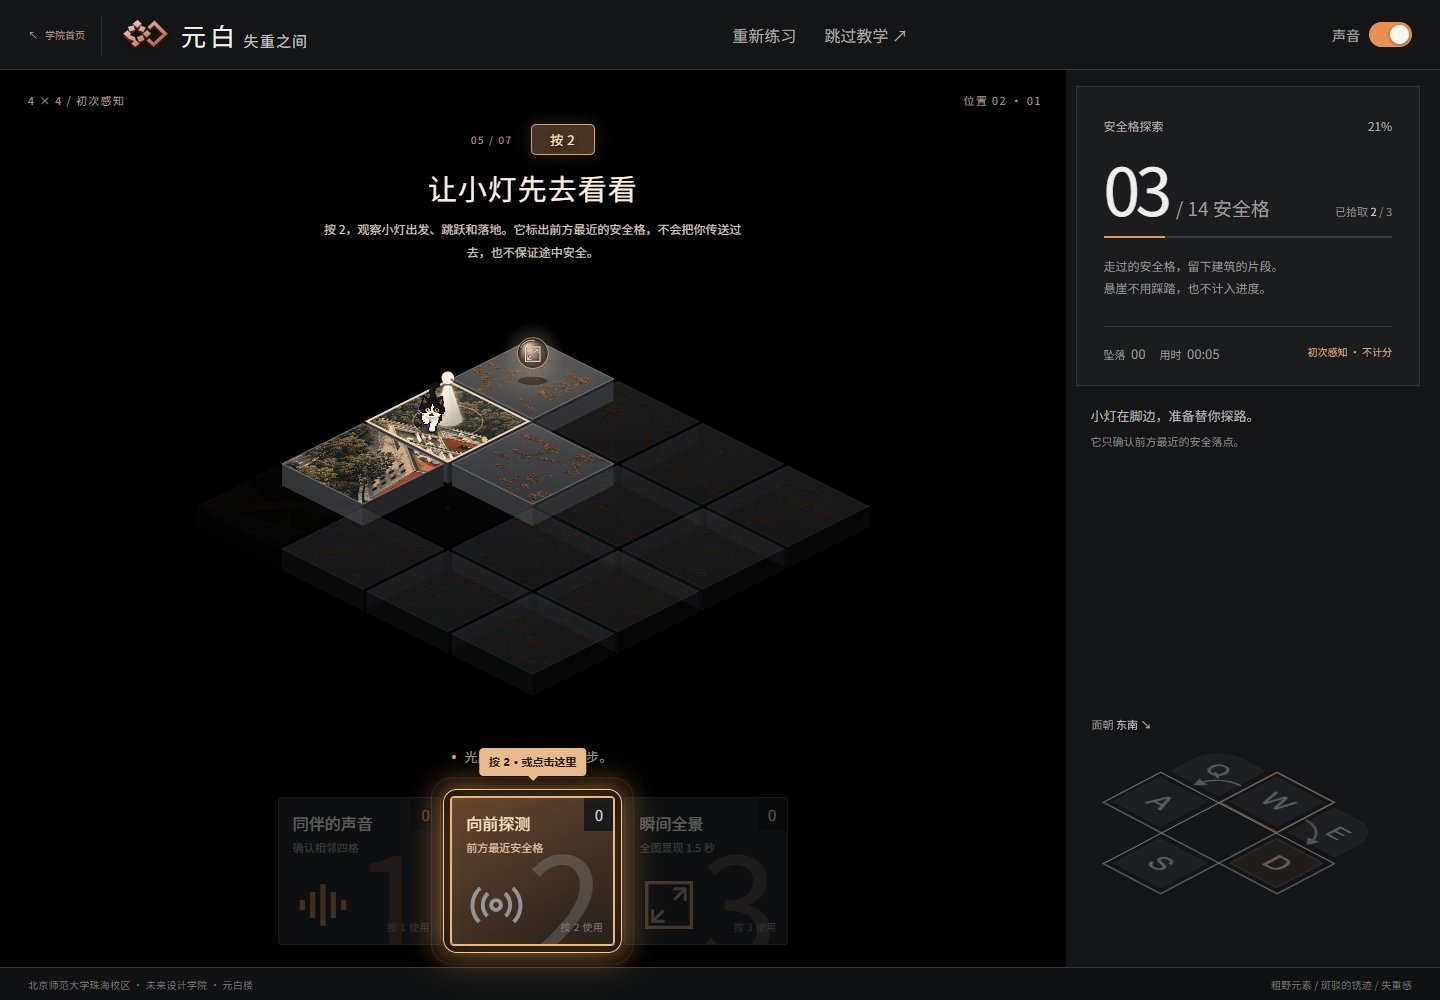 ↖ 学院首页
元白 失重之间
重新练习
跳过教学 ↗
声音
4 × 4 / 初次感知
位置 02 · 01
05 / 07
按 2
让小灯先去看看
按 2，观察小灯出发、跳跃和落地。它标出前方最近的安全格，不会把你传送过
去，也不保证途中安全。
安全格探索
21%
03 / 14 安全格
已拾取 2 / 3
走过的安全格，留下建筑的片段。
悬崖不用踩踏，也不计入进度。
坠落 00 用时 00:05
初次感知 · 不计分
小灯在脚边，准备替你探路。
它只确认前方最近的安全落点。
面朝 东南 ↘
Q
A
W
E
S
D
光
步。
按 2 · 或点击这里
同伴的声音
0
确认相邻四格
1
按 1 使用
向前探测
0
前方最近安全格
2
按 2 使用
瞬间全景
0
全图显现 1.5 秒
3
按 3 使用
北京师范大学珠海校区 · 未来设计学院 · 元白楼
粗野元素 / 斑驳的锈迹 / 失重感